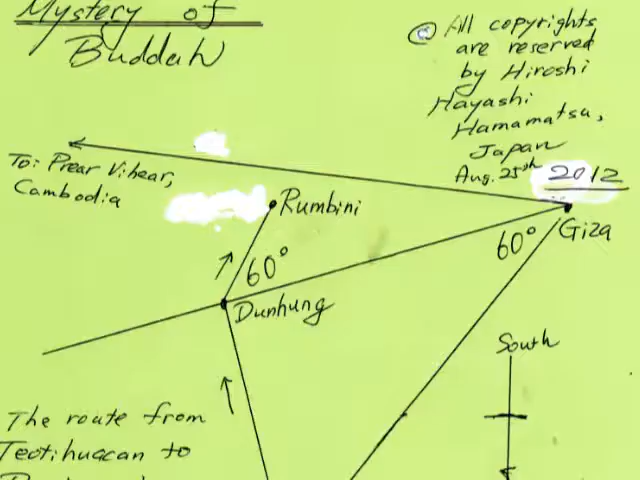 Mystery of
Buddah
© All copyrights
are reserved
by Hiroshi
Hayashi
Hamamatsu,
Japan
Aug. 25th 2012
To: Prear Vihear,
Cambodia
Rumbini
60°
Giza
60°
Dunhung
South
The route from
Teotihuacan to